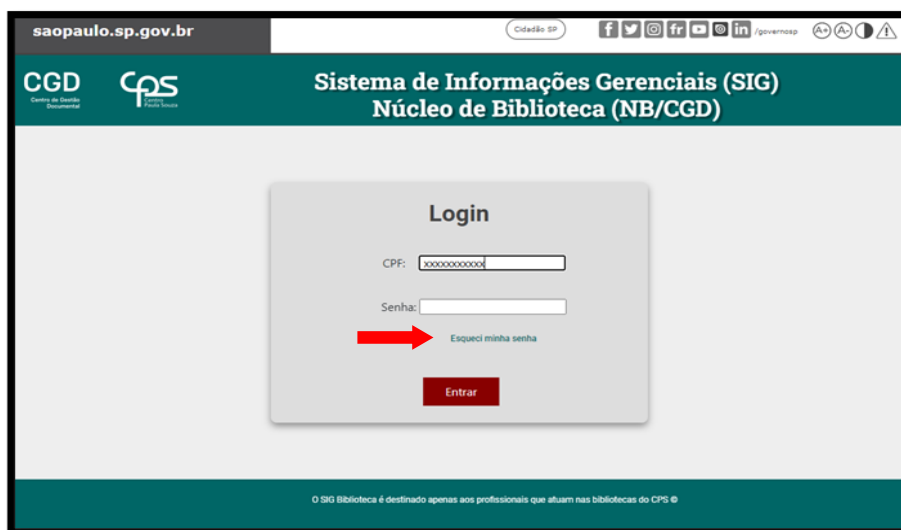 saopaulo.sp.gov.br
Cidadão SP
/governosp
A+ A-
CGD
Centro de Gestão
Documental
CPS
Centro
Paula Souza
Sistema de Informações Gerenciais (SIG)
Núcleo de Biblioteca (NB/CGD)
Login
CPF: xxxxxxxxxxx
Senha:
Esqueci minha senha
Entrar
O SIG Biblioteca é destinado apenas aos profissionais que atuam nas bibliotecas do CPS ©